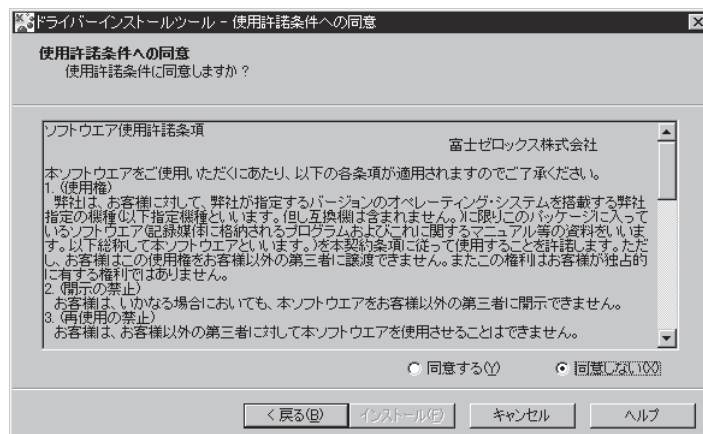 ドライバーインストールツール - 使用許諾条件への同意
使用許諾条件への同意
使用許諾条件に同意しますか？
ソフトウエア使用許諾条項
富士ゼロックス株式会社
本ソフトウエアをご使用いただくにあたり、以下の各条項が適用されますのでご了承ください。
1. (使用権)
弊社は、お客様に対して、弊社が指定するバージョンのオペレーティング・システムを搭載する弊社
指定の機種(以下指定機種といいます。但し互換機は含まれません。)に限りこのパッケージに入って
いるソフトウエア(記録媒体に格納されるプログラムおよびこれに関するマニュアル等の資料をいいま
す。以下総称して本ソフトウエアといいます。)を本契約条項に従って使用することを許諾します。ただ
し、お客様はこの使用権をお客様以外の第三者に譲渡できません。またこの権利はお客様が独占的
に有する権利ではありません。
2. (開示の禁止)
お客様は、いかなる場合においても、本ソフトウエアをお客様以外の第三者に開示できません。
3. (再使用の禁止)
お客様は、お客様以外の第三者に対して本ソフトウエアを使用させることはできません。
同意する(Y) 同意しない(X)
< 戻る(B) インストール(F) キャンセル ヘルプ